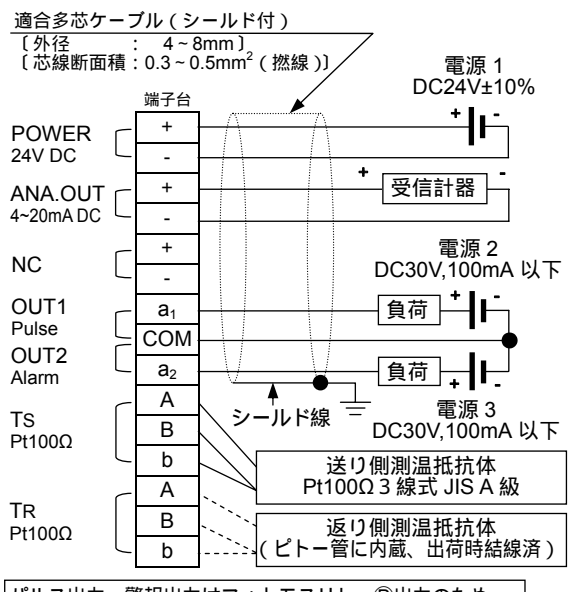 適合多芯ケーブル(シールド付)
〔外径 : 4~8mm〕
〔芯線断面積:0.3~0.5mm²(撚線)〕
電源 1
DC24V±10%
端子台
POWER
24V DC
+
-
+ -
ANA.OUT
4~20mA DC
+
-
+ 受信計器 -
NC
+
-
電源 2
DC30V,100mA 以下
OUT1
Pulse
a₁
負荷 + -
COM
OUT2
Alarm
a₂
負荷 + -
シールド線
電源 3
DC30V,100mA 以下
TS
Pt100Ω
A
B
b
送り側測温抵抗体
Pt100Ω3 線式 JIS A 級
TR
Pt100Ω
A
B
b
返り側測温抵抗体
(ピトー管に内蔵、出荷時結線済)